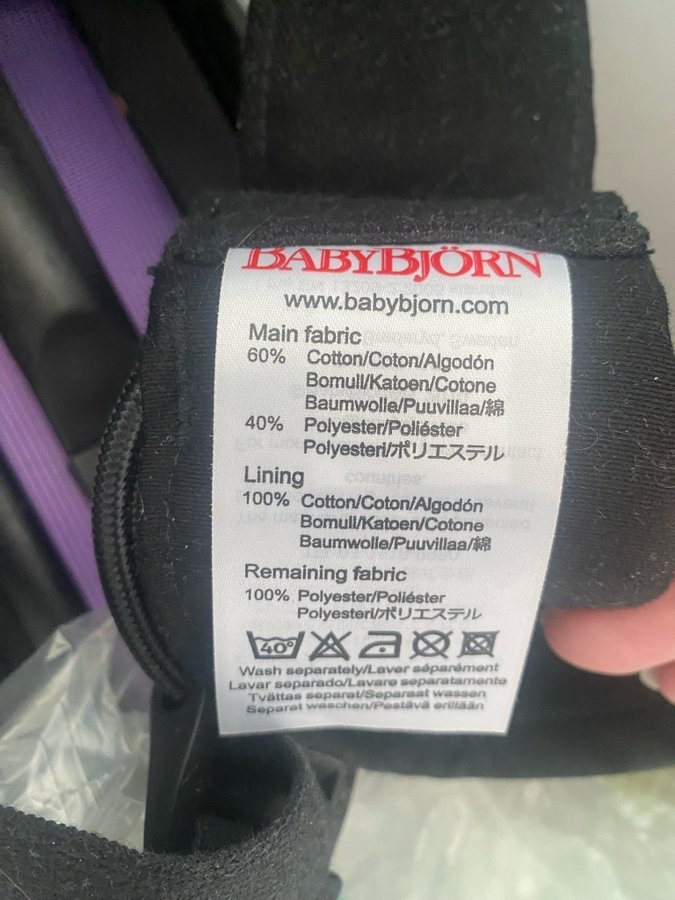 BABYBJÖRN
www.babybjorn.com
Main fabric
60% Cotton/Coton/Algodón
Bomull/Katoen/Cotone
Baumwolle/Puuvillaa/綿
40% Polyester/Poliéster
Polyesteri/ポリエステル
Lining
100% Cotton/Coton/Algodón
Bomull/Katoen/Cotone
Baumwolle/Puuvillaa/綿
Remaining fabric
100% Polyester/Poliéster
Polyesteri/ポリエステル
40°
Wash separately/Laver séparément
Lavar separado/Lavare separatamente
Tvättas separat/Separaat wassen
Separat waschen/Pestävä erillään